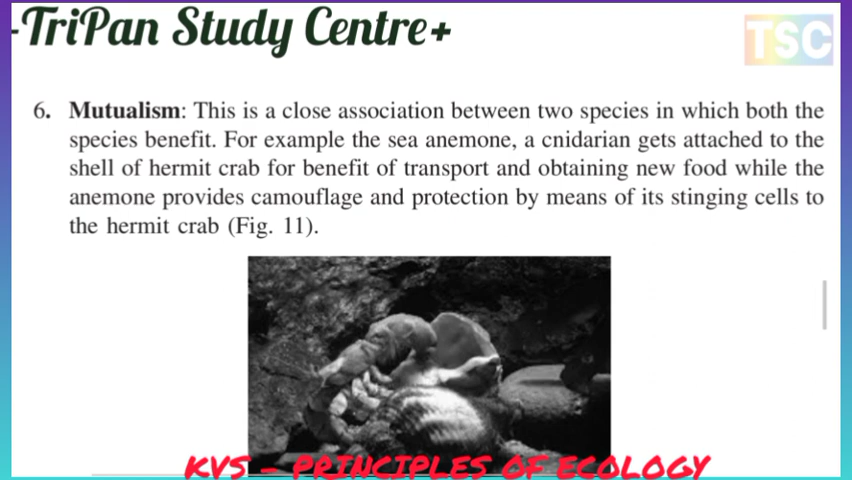 -TriPan Study Centre+
TSC
6. Mutualism: This is a close association between two species in which both the
species benefit. For example the sea anemone, a cnidarian gets attached to the
shell of hermit crab for benefit of transport and obtaining new food while the
anemone provides camouflage and protection by means of its stinging cells to
the hermit crab (Fig. 11).
KVS - PRINCIPLES OF ECOLOGY